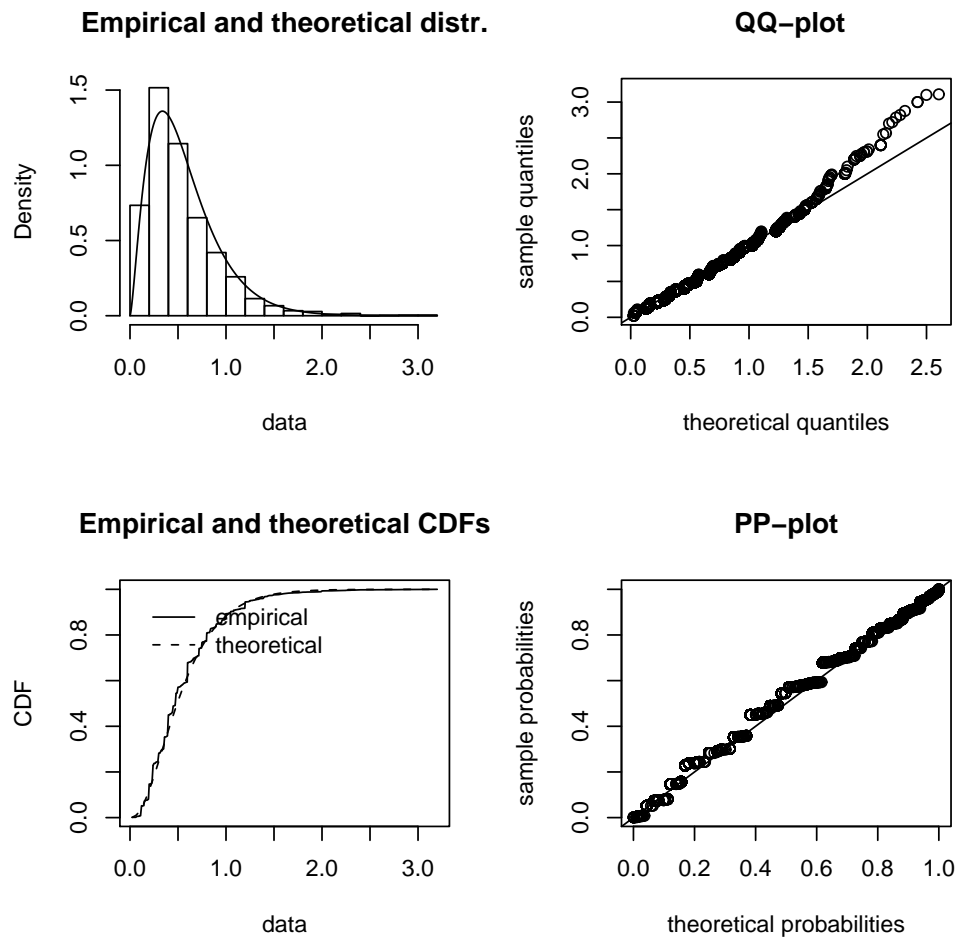 Empirical and theoretical distr.
Density
0.0 0.5 1.0 1.5
0.0 1.0 2.0 3.0
data
QQ−plot
sample quantiles
0.0 1.0 2.0 3.0
0.0 0.5 1.0 1.5 2.0 2.5
theoretical quantiles
Empirical and theoretical CDFs
CDF
0.0 0.4 0.8
empirical
theoretical
0.0 1.0 2.0 3.0
data
PP−plot
sample probabilities
0.0 0.4 0.8
0.0 0.2 0.4 0.6 0.8 1.0
theoretical probabilities